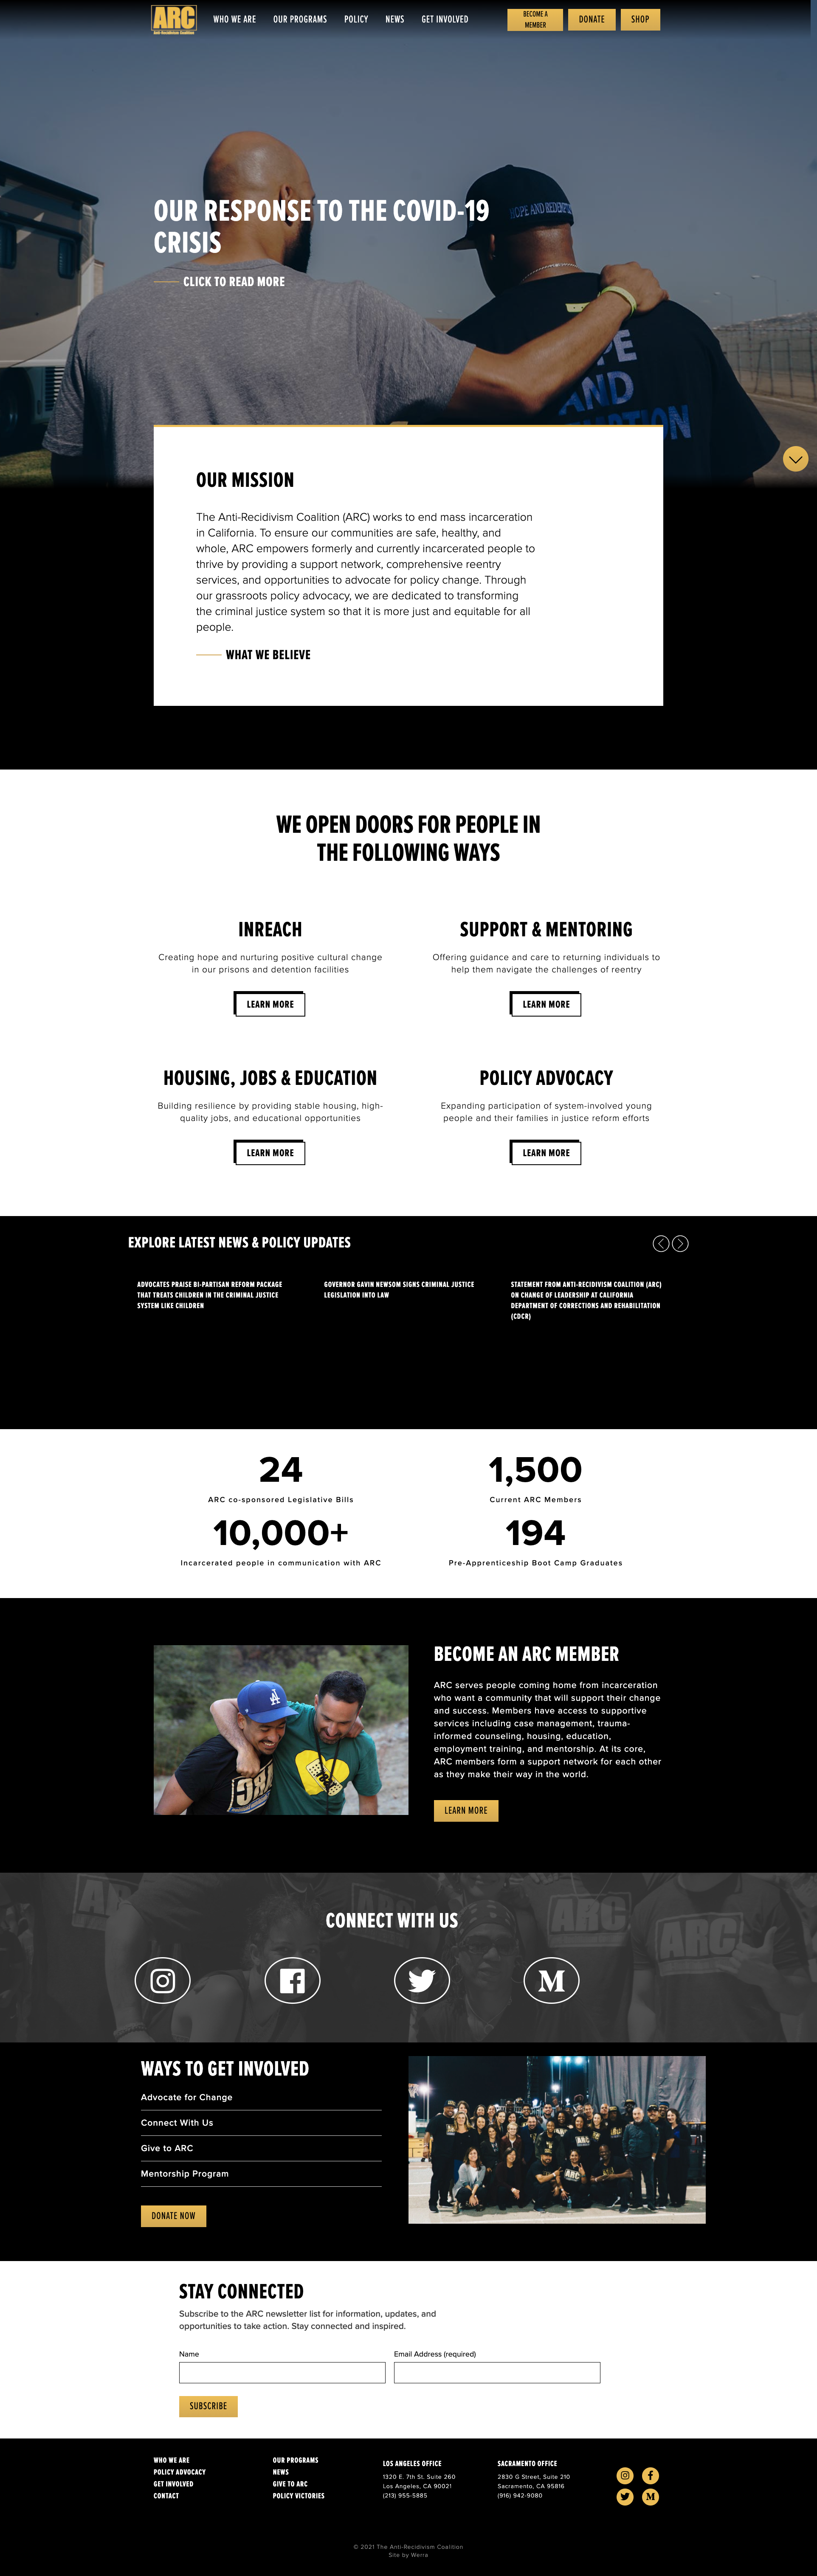 ARC
Anti-Recidivism Coalition
WHO WE ARE
OUR PROGRAMS
POLICY
NEWS
GET INVOLVED
BECOME A
MEMBER
DONATE
SHOP
HOPE AND REDEMPTION
OUR RESPONSE TO THE COVID-19
CRISIS
CLICK TO READ MORE
OUR MISSION
The Anti-Recidivism Coalition (ARC) works to end mass incarceration
in California. To ensure our communities are safe, healthy, and
whole, ARC empowers formerly and currently incarcerated people to
thrive by providing a support network, comprehensive reentry
services, and opportunities to advocate for policy change. Through
our grassroots policy advocacy, we are dedicated to transforming
the criminal justice system so that it is more just and equitable for all
people.
WHAT WE BELIEVE
WE OPEN DOORS FOR PEOPLE IN
THE FOLLOWING WAYS
INREACH
Creating hope and nurturing positive cultural change
in our prisons and detention facilities
LEARN MORE
SUPPORT & MENTORING
Offering guidance and care to returning individuals to
help them navigate the challenges of reentry
LEARN MORE
HOUSING, JOBS & EDUCATION
Building resilience by providing stable housing, high-
quality jobs, and educational opportunities
LEARN MORE
POLICY ADVOCACY
Expanding participation of system-involved young
people and their families in justice reform efforts
LEARN MORE
EXPLORE LATEST NEWS & POLICY UPDATES
ADVOCATES PRAISE BI-PARTISAN REFORM PACKAGE
THAT TREATS CHILDREN IN THE CRIMINAL JUSTICE
SYSTEM LIKE CHILDREN
GOVERNOR GAVIN NEWSOM SIGNS CRIMINAL JUSTICE
LEGISLATION INTO LAW
STATEMENT FROM ANTI-RECIDIVISM COALITION (ARC)
ON CHANGE OF LEADERSHIP AT CALIFORNIA
DEPARTMENT OF CORRECTIONS AND REHABILITATION
(CDCR)
24
ARC co-sponsored Legislative Bills
1,500
Current ARC Members
10,000+
Incarcerated people in communication with ARC
194
Pre-Apprenticeship Boot Camp Graduates
BECOME AN ARC MEMBER
ARC serves people coming home from incarceration
who want a community that will support their change
and success. Members have access to supportive
services including case management, trauma-
informed counseling, housing, education,
employment training, and mentorship. At its core,
ARC members form a support network for each other
as they make their way in the world.
LEARN MORE
CONNECT WITH US
WAYS TO GET INVOLVED
Advocate for Change
Connect With Us
Give to ARC
Mentorship Program
DONATE NOW
STAY CONNECTED
Subscribe to the ARC newsletter list for information, updates, and
opportunities to take action. Stay connected and inspired.
Name
Email Address (required)
SUBSCRIBE
WHO WE ARE
POLICY ADVOCACY
GET INVOLVED
CONTACT
OUR PROGRAMS
NEWS
GIVE TO ARC
POLICY VICTORIES
LOS ANGELES OFFICE
1320 E. 7th St. Suite 260
Los Angeles, CA 90021
(213) 955-5885
SACRAMENTO OFFICE
2830 G Street, Suite 210
Sacramento, CA 95816
(916) 942-9080
© 2021 The Anti-Recidivism Coalition
Site by Weirra